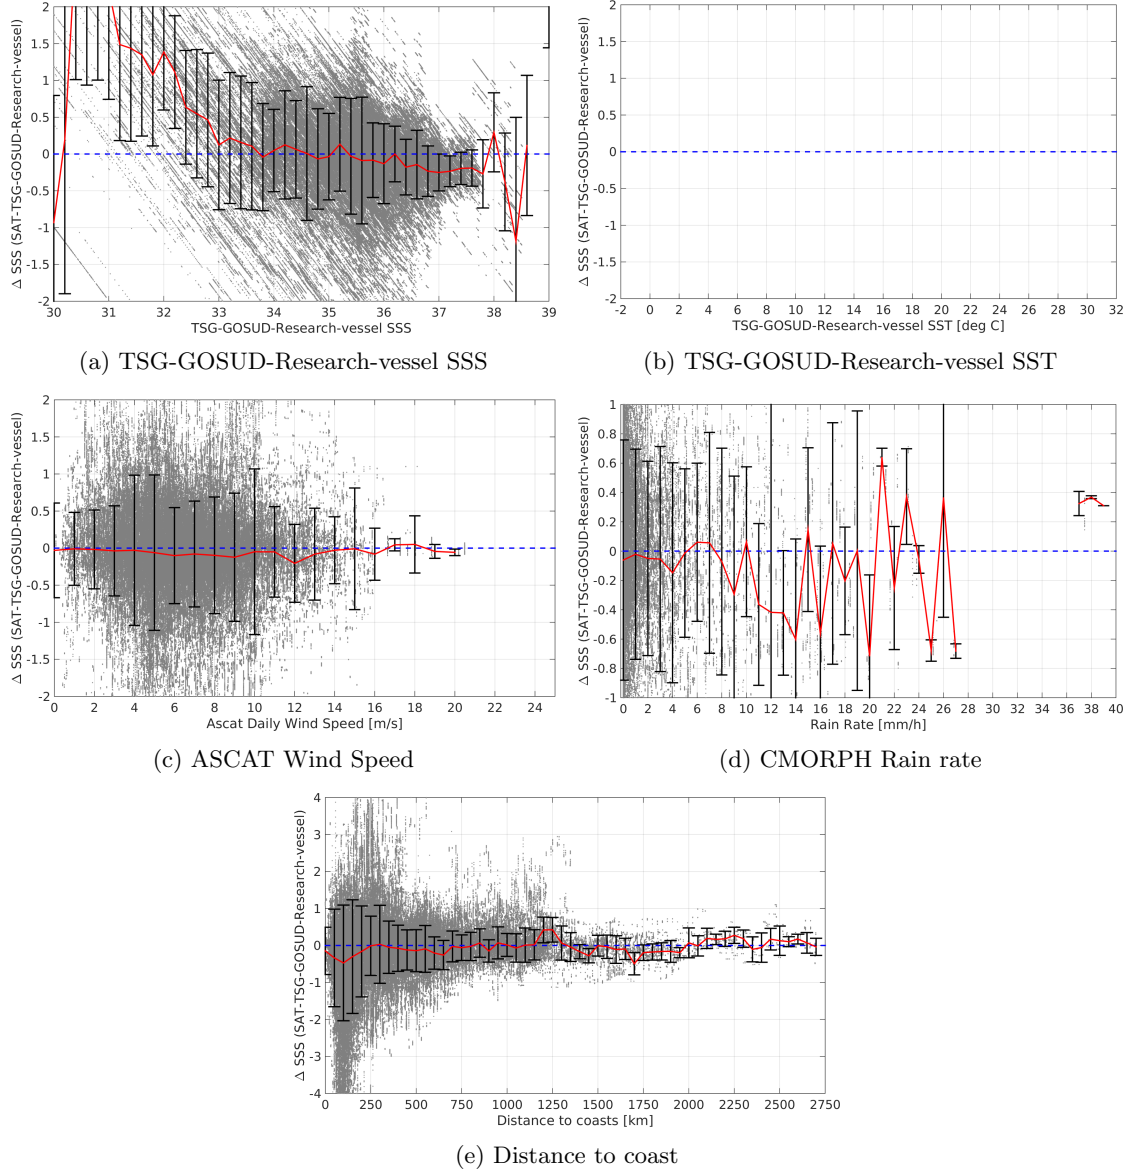 Δ SSS (SAT-TSG-GOSUD-Research-vessel)
2
1.5
1
0.5
0
-0.5
-1
-1.5
-2
30 31 32 33 34 35 36 37 38 39
TSG-GOSUD-Research-vessel SSS
(a) TSG-GOSUD-Research-vessel SSS
Δ SSS (SAT-TSG-GOSUD-Research-vessel)
2
1.5
1
0.5
0
-0.5
-1
-1.5
-2
-2 0 2 4 6 8 10 12 14 16 18 20 22 24 26 28 30 32
TSG-GOSUD-Research-vessel SST [deg C]
(b) TSG-GOSUD-Research-vessel SST
Δ SSS (SAT-TSG-GOSUD-Research-vessel)
2
1.5
1
0.5
0
-0.5
-1
-1.5
-2
0 2 4 6 8 10 12 14 16 18 20 22 24
Ascat Daily Wind Speed [m/s]
(c) ASCAT Wind Speed
Δ SSS (SAT-TSG-GOSUD-Research-vessel)
1
0.8
0.6
0.4
0.2
0
-0.2
-0.4
-0.6
-0.8
-1
0 2 4 6 8 10 12 14 16 18 20 22 24 26 28 30 32 34 36 38 40
Rain Rate [mm/h]
(d) CMORPH Rain rate
Δ SSS (SAT-TSG-GOSUD-Research-vessel)
4
3
2
1
0
-1
-2
-3
-4
0 250 500 750 1000 1250 1500 1750 2000 2250 2500 2750
Distance to coasts [km]
(e) Distance to coast